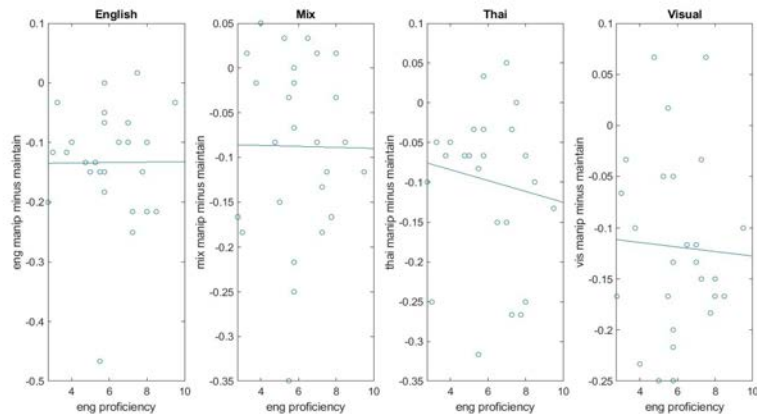 English
Mix
Thai
Visual
eng manip minus maintain
0.1
0
-0.1
-0.2
-0.3
-0.4
-0.5
4 6 8 10
eng proficiency
mix manip minus maintain
0.05
0
-0.05
-0.1
-0.15
-0.2
-0.25
-0.3
-0.35
4 6 8 10
eng proficiency
thai manip minus maintain
0.1
0.05
0
-0.05
-0.1
-0.15
-0.2
-0.25
-0.3
-0.35
4 6 8 10
eng proficiency
vis manip minus maintain
0.1
0.05
0
-0.05
-0.1
-0.15
-0.2
-0.25
4 6 8 10
eng proficiency